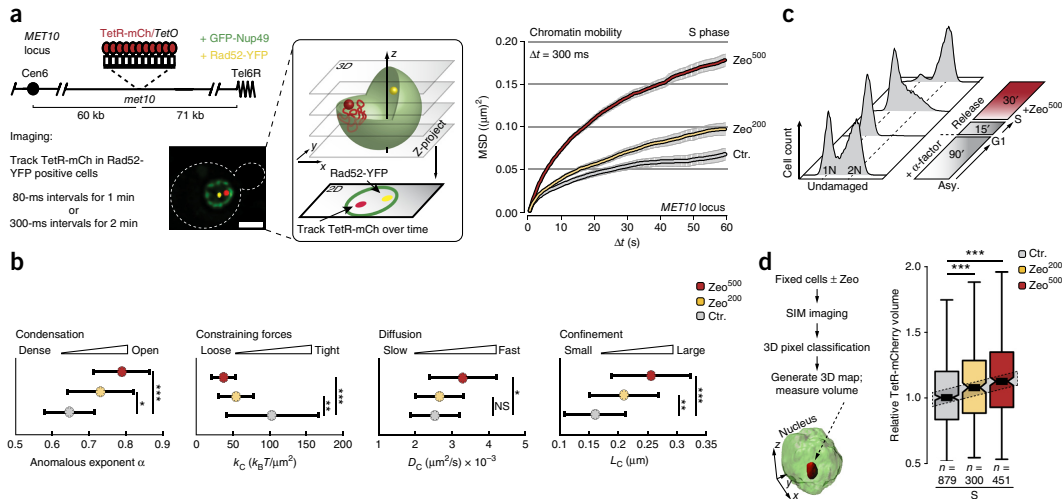 a
MET10
locus
TetR-mCh/TetO
+ GFP-Nup49
+ Rad52-YFP
Cen6
Tel6R
met10
60 kb
71 kb
Imaging:
Track TetR-mCh in Rad52-
YFP positive cells
80-ms intervals for 1 min
or
300-ms intervals for 2 min
3D
z
y
x
Z-project
Rad52-YFP
2D
Track TetR-mCh over time
Chromatin mobility
S phase
Δt = 300 ms
Zeo500
Zeo200
Ctr.
MET10 locus
MSD ((µm)2)
0.20
0.15
0.10
0.05
0.00
0 10 20 30 40 50 60
Δt (s)
c
Cell count
1N 2N
Undamaged
Asy.
+ α-factor
90′
G1
Release
15′
S
30′
+Zeo500
b
Zeo500
Zeo200
Ctr.
Condensation
Dense Open
*
***
0.5 0.6 0.7 0.8 0.9
Anomalous exponent α
Constraining forces
Loose Tight
**
***
0 50 100 150 200
kC (kBT/µm2)
Diffusion
Slow Fast
NS
*
1 2 3 4 5
DC (µm2/s) × 10−3
Confinement
Small Large
**
***
0.10 0.15 0.20 0.25 0.30 0.35
LC (µm)
d
Fixed cells ± Zeo
SIM imaging
3D pixel classification
Generate 3D map;
measure volume
Nucleus
z
y
x
Ctr.
Zeo200
Zeo500
***
***
Relative TetR-mCherry volume
2.0
1.5
1.0
0.5
n = n = n =
879 300 451
S